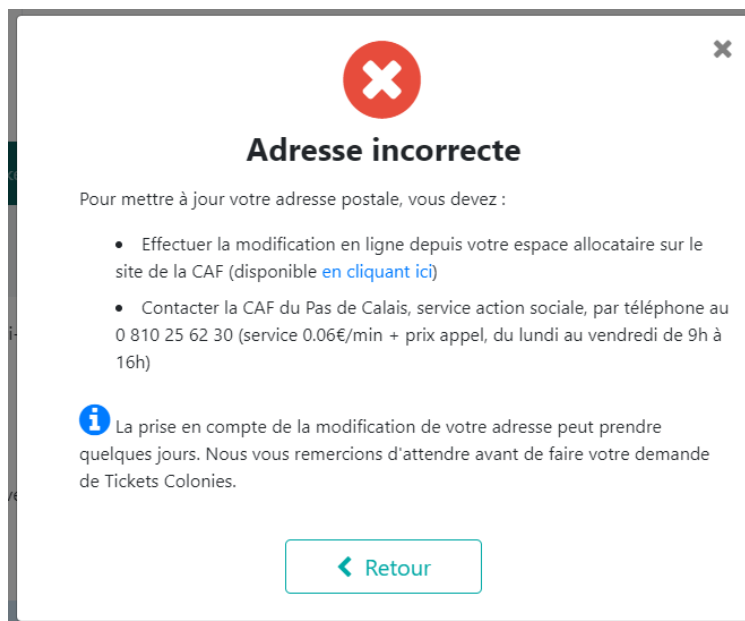 Adresse incorrecte
Pour mettre à jour votre adresse postale, vous devez :
• Effectuer la modification en ligne depuis votre espace allocataire sur le
site de la CAF (disponible en cliquant ici)
• Contacter la CAF du Pas de Calais, service action sociale, par téléphone au
0 810 25 62 30 (service 0.06€/min + prix appel, du lundi au vendredi de 9h à
16h)
La prise en compte de la modification de votre adresse peut prendre
quelques jours. Nous vous remercions d'attendre avant de faire votre demande
de Tickets Colonies.
Retour